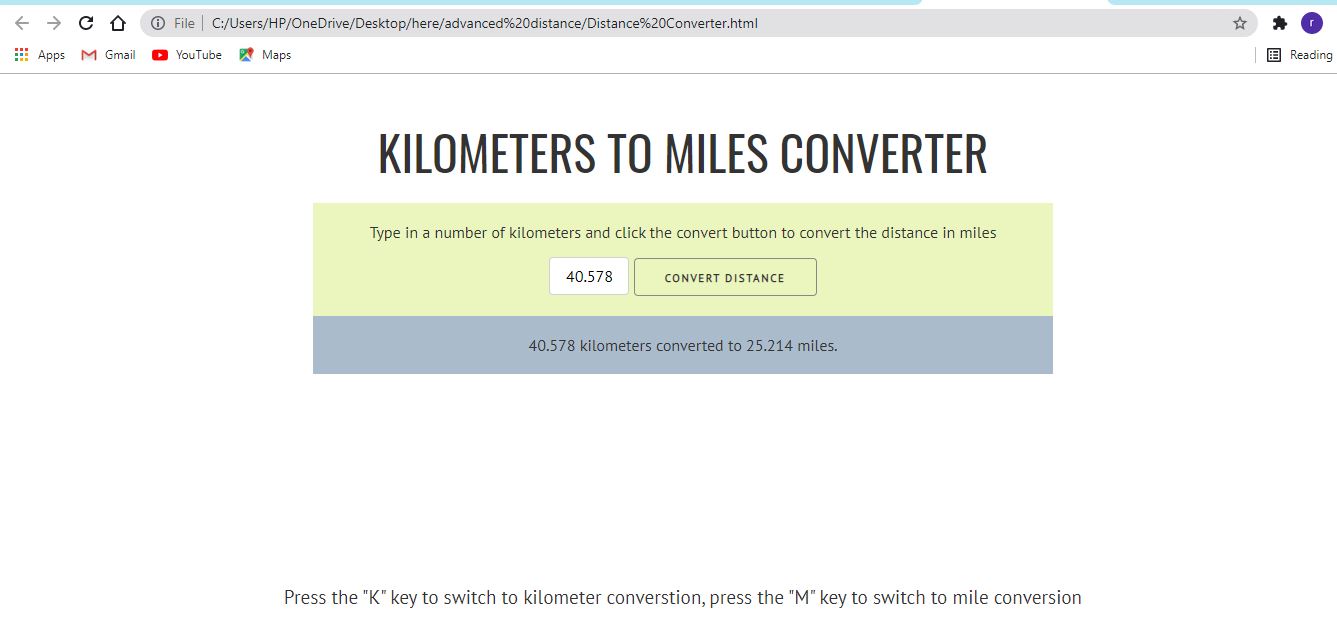 File C:/Users/HP/OneDrive/Desktop/here/advanced%20distance/Distance%20Converter.html r
Apps Gmail YouTube Maps Reading
KILOMETERS TO MILES CONVERTER
Type in a number of kilometers and click the convert button to convert the distance in miles
40.578 CONVERT DISTANCE
40.578 kilometers converted to 25.214 miles.
Press the "K" key to switch to kilometer converstion, press the "M" key to switch to mile conversion